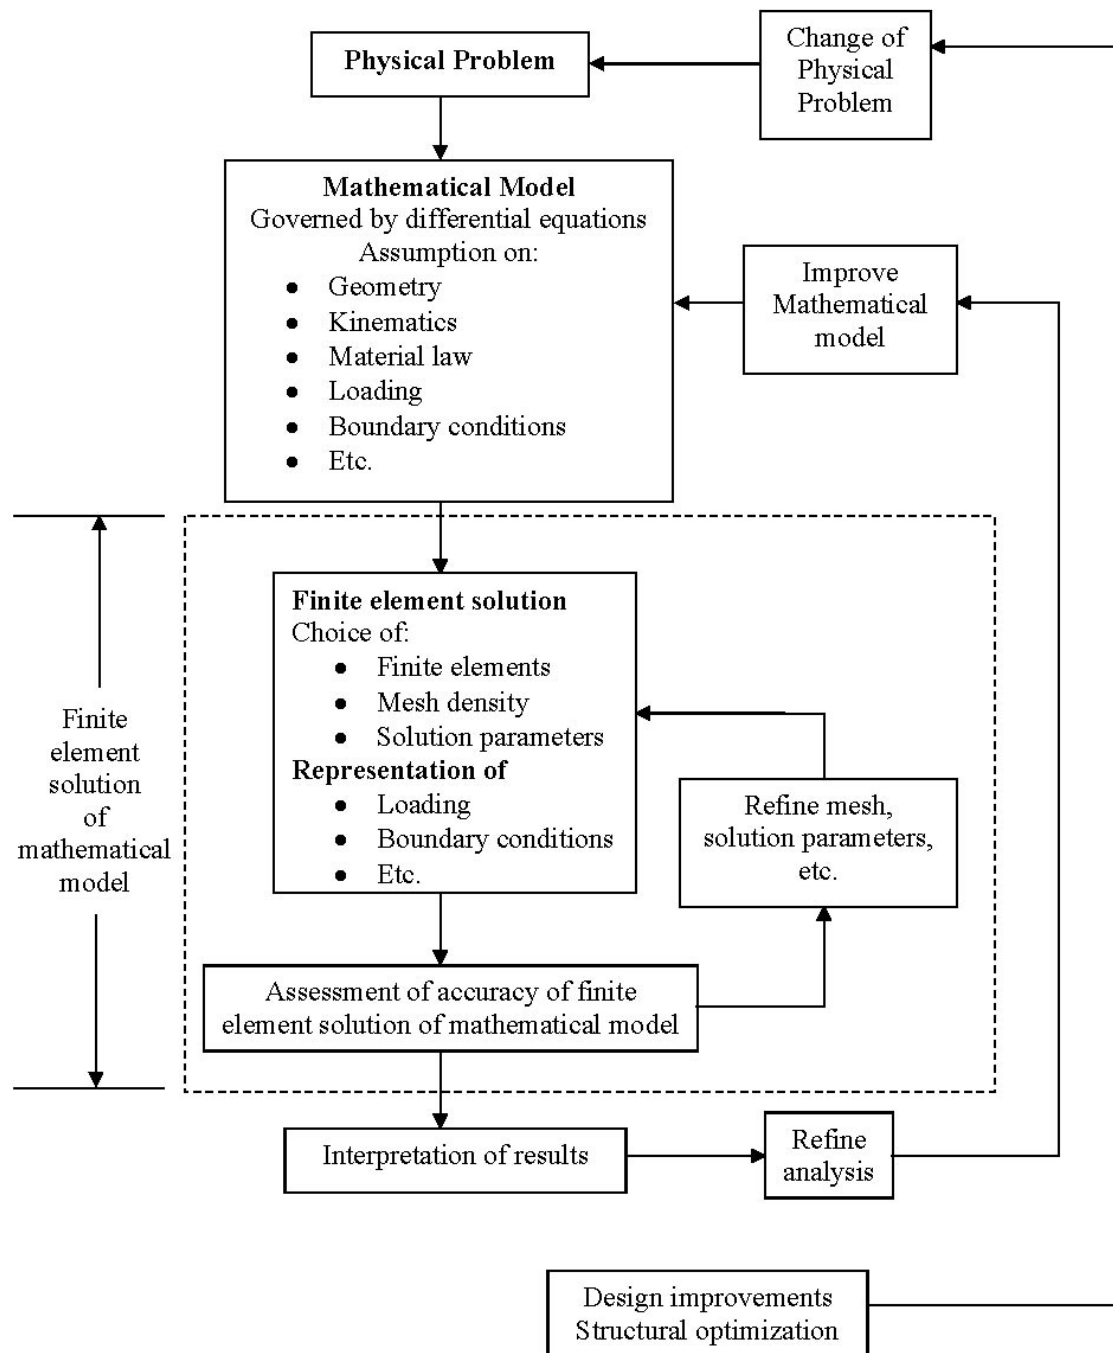 Physical Problem
Change of
Physical
Problem
Mathematical Model
Governed by differential equations
Assumption on:
● Geometry
● Kinematics
● Material law
● Loading
● Boundary conditions
● Etc.
Improve
Mathematical
model
Finite
element
solution
of
mathematical
model
Finite element solution
Choice of:
● Finite elements
● Mesh density
● Solution parameters
Representation of
● Loading
● Boundary conditions
● Etc.
Refine mesh,
solution parameters,
etc.
Assessment of accuracy of finite
element solution of mathematical model
Interpretation of results
Refine
analysis
Design improvements
Structural optimization